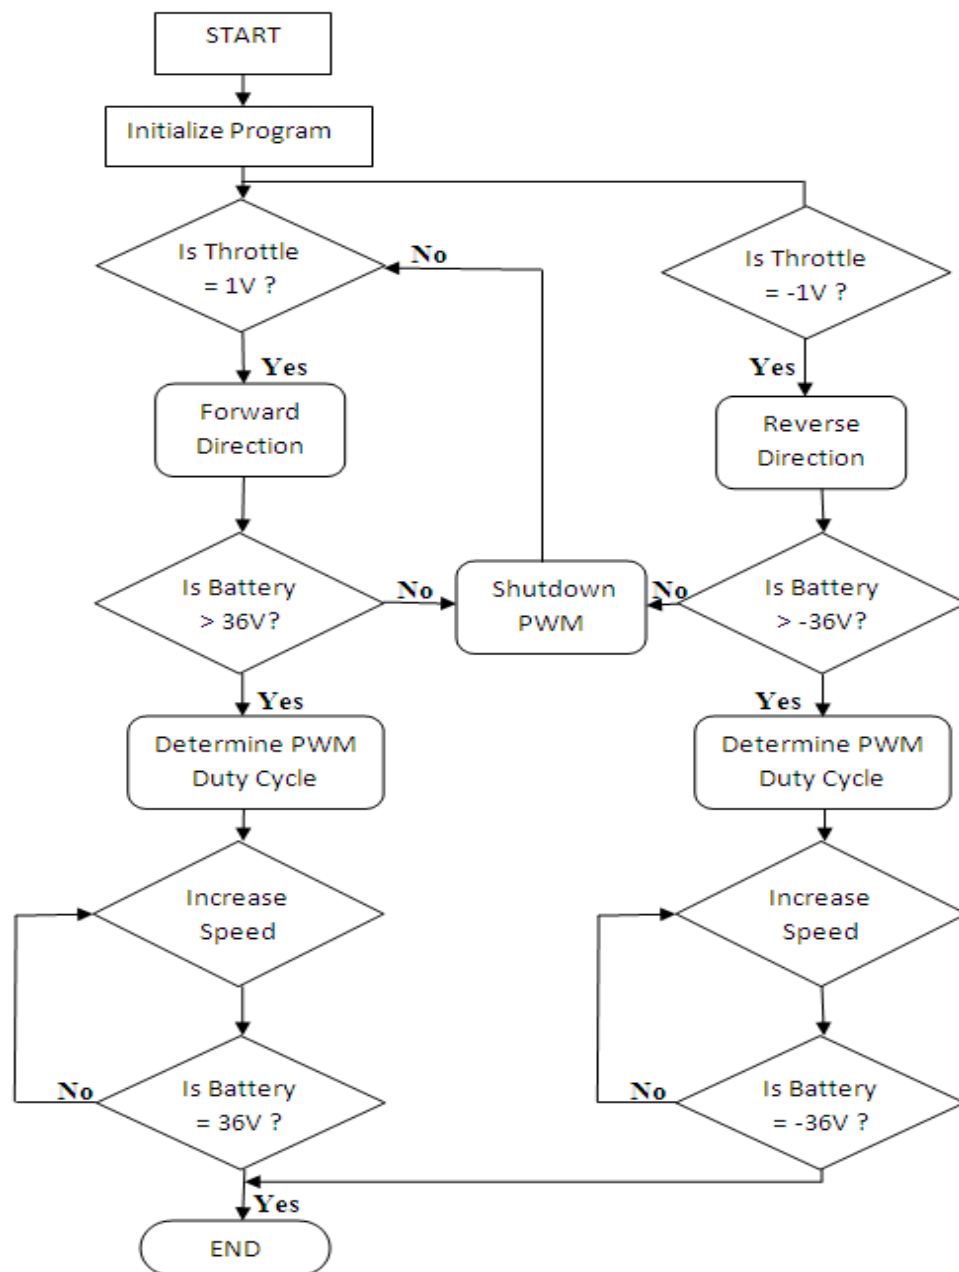 START
Initialize Program
Is Throttle
= 1V ?
No
Is Throttle
= -1V ?
Yes
Yes
Forward
Direction
Reverse
Direction
Is Battery
> 36V?
No
Shutdown
PWM
No
Is Battery
> -36V?
Yes
Yes
Determine PWM
Duty Cycle
Determine PWM
Duty Cycle
Increase
Speed
Increase
Speed
No
Is Battery
= 36V ?
No
Is Battery
= -36V ?
Yes
END